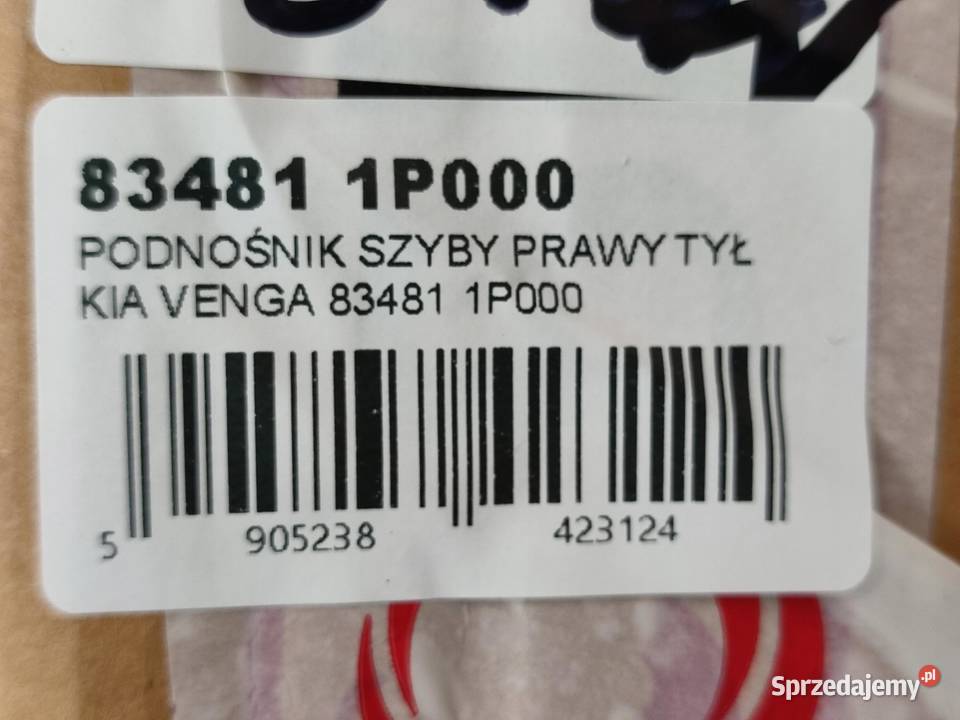 83481 1P000
PODNOŚNIK SZYBY PRAWY TYŁ
KIA VENGA 83481 1P000
5 905238 423124
Sprzedajemy.pl